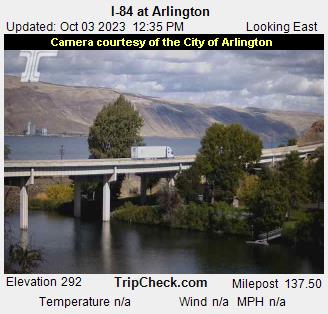 I-84 at Arlington
Updated: Oct 03 2023 12:35 PM Looking East
Camera courtesy of the City of Arlington
Elevation 292 TripCheck.com Milepost 137.50
Temperature n/a Wind n/a MPH n/a